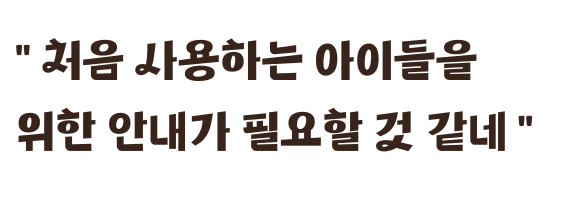 " 처음 사용하는 아이들을
위한 안내가 필요할 것 같네 "